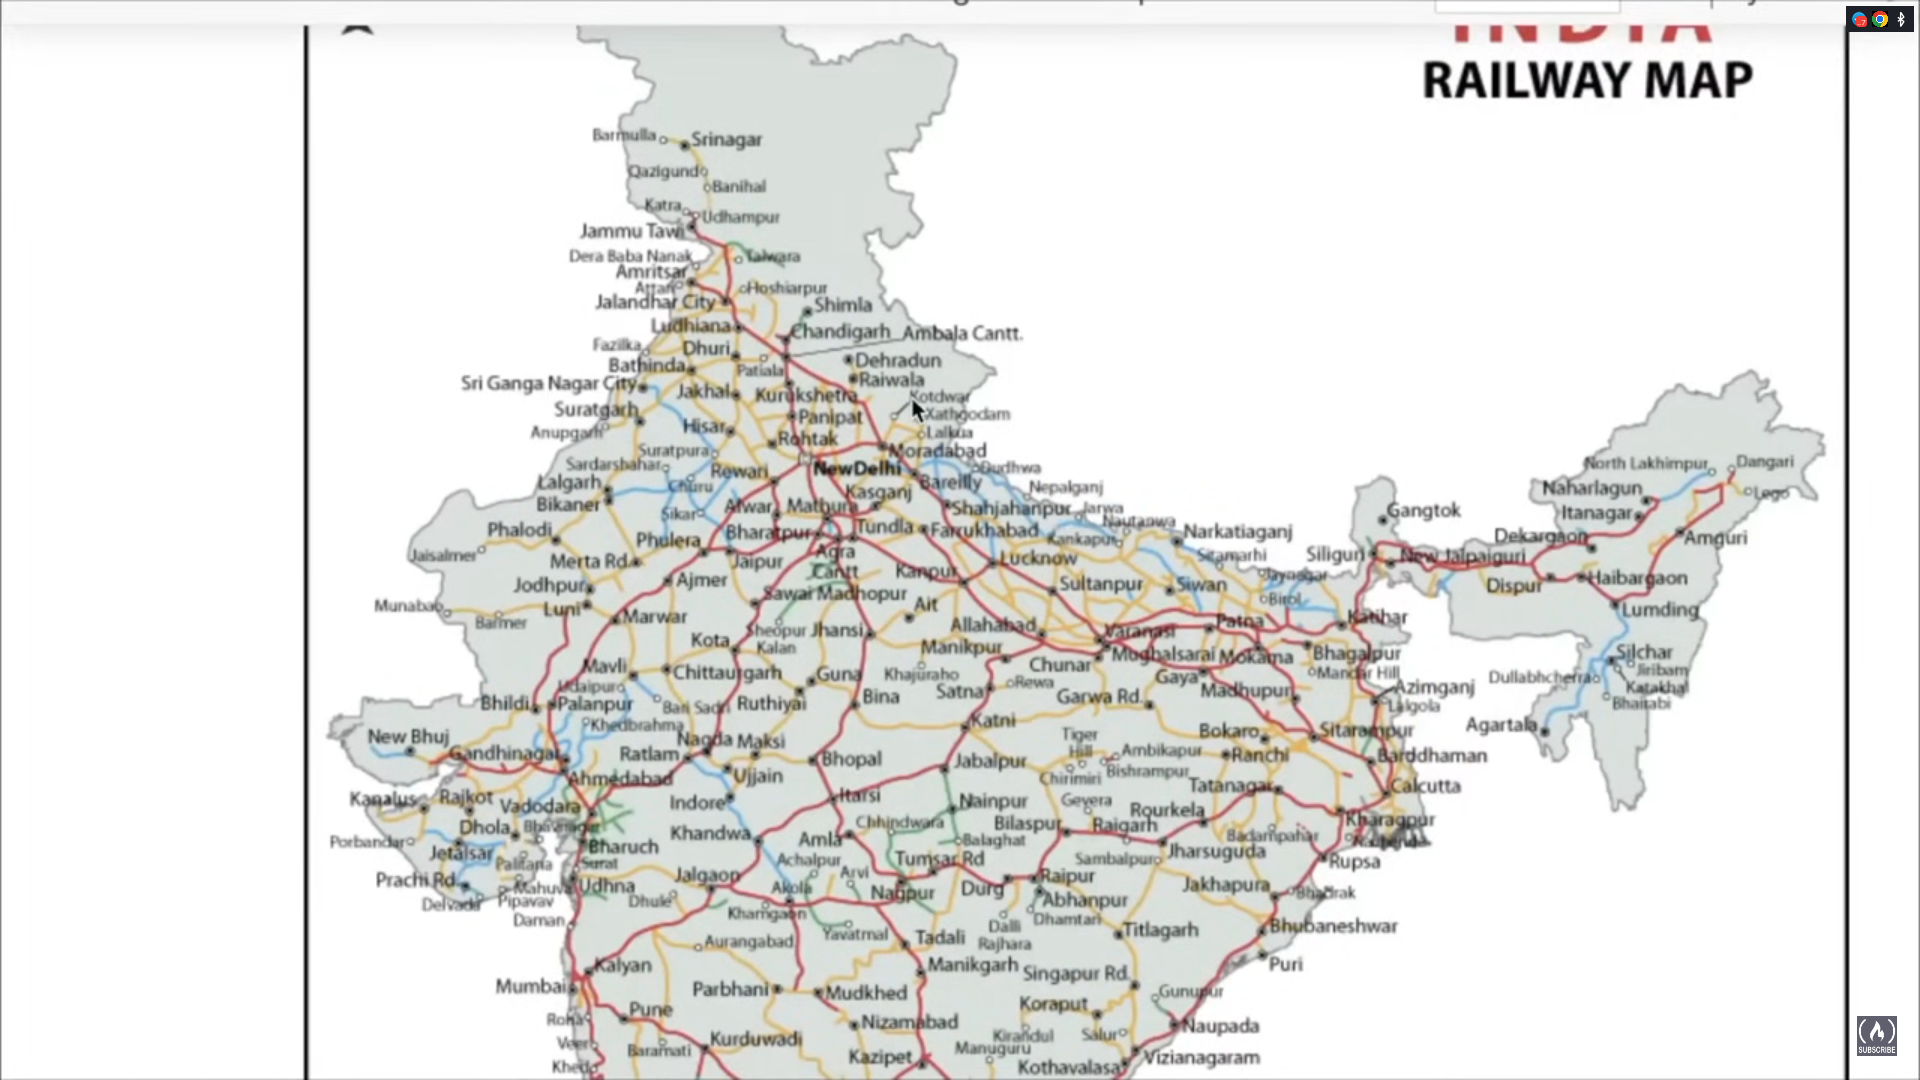 INDIA
RAILWAY MAP
Barmulla
Srinagar
Qazigund
Banihal
Katra
Udhampur
Jammu Tawi
Dera Baba Nanak
Talwara
Amritsar
Attari
Hoshiarpur
Jalandhar City
Shimla
Ludhiana
Chandigarh
Ambala Cantt.
Fazilka
Dhuri
Dehradun
Bathinda
Patiala
Raiwala
Sri Ganga Nagar City
Jakhal
Kurukshetra
Kotdwar
Suratgarh
Panipat
Xathgodam
Anupgarh
Hisar
Rohtak
Lalkua
Suratpura
Moradabad
Sardarshahar
Rewari
NewDelhi
Dudhwa
Lalgarh
Churu
Bareilly
Nepalganj
Bikaner
Kasganj
Sikar
Alwar
Mathura
Shahjahanpur
Jarwa
Phalodi
Bharatpur
Tundla
Farrukhabad
Nautanwa
Narkatiaganj
Phulera
Kankapur
Jaisalmer
Agra
Cantt
Lucknow
Sitamarhi
Merta Rd
Jaipur
Kanpur
Jaynagar
Jodhpur
Ajmer
Sultanpur
Siwan
Munabao
Luni
Sawai Madhopur
Birol
Barmer
Marwar
Ait
Katihar
Kota
Sheopur
Kalan
Jhansi
Allahabad
Varanasi
Patna
Manikpur
Mughalsarai
Mokama
Bhagalpur
Mavli
Chittaurgarh
Guna
Khajuraho
Chunar
Gaya
Mandar Hill
Udaipur
Satna
Rewa
Madhupur
Azimganj
Bhildi
Palanpur
Bari Sadri
Ruthiyai
Bina
Garwa Rd.
Lalgola
Khedbrahma
Katni
Bokaro
Sitarampur
New Bhuj
Nagda
Maksi
Tiger
Hill
Ambikapur
Gandhinagar
Ratlam
Bhopal
Jabalpur
Ranchi
Barddhaman
Ahmedabad
Ujjain
Chirimiri
Bishrampur
Tatanagar
Calcutta
Kanalus
Rajkot
Vadodara
Indore
Itarsi
Nainpur
Gevera
Rourkela
Dhola
Bhavnagar
Khandwa
Amla
Chhindwara
Bilaspur
Raigarh
Kharagpur
Porbandar
Bharuch
Balaghat
Badampahar
Jetalsar
Palitana
Surat
Achalpur
Tumsar Rd
Sambalpur
Jharsuguda
Rupsa
Prachi Rd.
Mahuva
Udhna
Jalgaon
Akola
Arvi
Nagpur
Durg
Raipur
Jakhapura
Bhadrak
Delvada
Pipavav
Dhule
Khamgaon
Abhanpur
Daman
Yavatmal
Dalli
Rajhara
Dhamtari
Titlagarh
Bhubaneshwar
Aurangabad
Tadali
Kalyan
Manikgarh
Singapur Rd.
Puri
Mumbai
Parbhani
Mudkhed
Gunupur
Koraput
Roha
Pune
Nizamabad
Naupada
Veer
Baramati
Kurduwadi
Kirandul
Salur
Khed
Kazipet
Manuguru
Kothavalasa
Vizianagaram
North Lakhimpur
Dangari
Naharlagun
Lego
Gangtok
Itanagar
Dekargaon
Amguri
Siliguri
New Jalpaiguri
Dispur
Haibargaon
Lumding
Silchar
Dullabhcherra
Jiribam
Katakhal
Bhairabi
Agartala
SUBSCRIBE